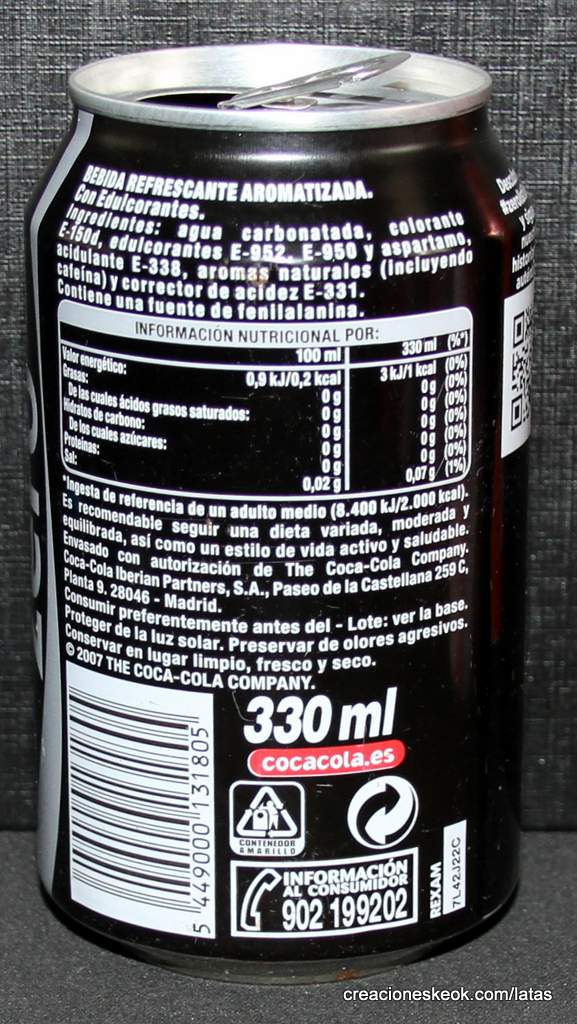 BEBIDA REFRESCANTE AROMATIZADA.
Con Edulcorantes.
Ingredientes: agua carbonatada, colorante
E-150d, edulcorantes E-952, E-950 y aspartamo,
acidulante E-338, aromas naturales (incluyendo
cafeína) y corrector de acidez E-331.
Contiene una fuente de fenilalanina.
INFORMACIÓN NUTRICIONAL POR:
100 ml 330 ml (%*)
Valor energético: 0,9 kJ/0,2 kcal 3 kJ/1 kcal (0%)
Grasas: 0 g 0 g (0%)
De las cuales ácidos grasos saturados: 0 g 0 g (0%)
Hidratos de carbono: 0 g 0 g (0%)
De los cuales azúcares: 0 g 0 g (0%)
Proteínas: 0 g 0 g (0%)
Sal: 0,02 g 0,07 g (1%)
*Ingesta de referencia de un adulto medio (8.400 kJ/2.000 kcal).
Es recomendable seguir una dieta variada, moderada y
equilibrada, así como un estilo de vida activo y saludable.
Envasado con autorización de The Coca-Cola Company.
Coca-Cola Iberian Partners, S.A., Paseo de la Castellana 259 C,
Planta 9. 28046 - Madrid.
Consumir preferentemente antes del - Lote: ver la base.
Proteger de la luz solar. Preservar de olores agresivos.
Conservar en lugar limpio, fresco y seco.
© 2007 THE COCA-COLA COMPANY.
330 ml
cocacola.es
5 449000 131805
CONTENEDOR
AMARILLO
INFORMACIÓN
AL CONSUMIDOR
902 199202
REXAM
7L42J22C
creacioneskeok.com/latas